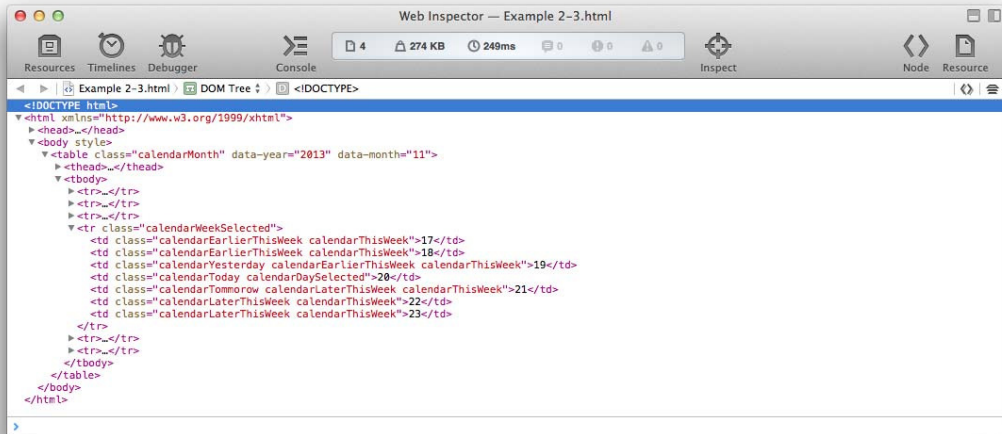 Web Inspector — Example 2-3.html
4 274 KB 249ms 0 0 0
Resources Timelines Debugger Console Inspect Node Resource
Example 2-3.html DOM Tree <!DOCTYPE>
<!DOCTYPE html>
<html xmlns="http://www.w3.org/1999/xhtml">
<head>…</head>
<body style>
<table class="calendarMonth" data-year="2013" data-month="11">
<thead>…</thead>
<tbody>
<tr>…</tr>
<tr>…</tr>
<tr>…</tr>
<tr class="calendarWeekSelected">
<td class="calendarEarlierThisWeek calendarThisWeek">17</td>
<td class="calendarEarlierThisWeek calendarThisWeek">18</td>
<td class="calendarYesterday calendarEarlierThisWeek calendarThisWeek">19</td>
<td class="calendarToday calendarDaySelected">20</td>
<td class="calendarTommorow calendarLaterThisWeek calendarThisWeek">21</td>
<td class="calendarLaterThisWeek calendarThisWeek">22</td>
<td class="calendarLaterThisWeek calendarThisWeek">23</td>
</tr>
<tr>…</tr>
<tr>…</tr>
</tbody>
</table>
</body>
</html>